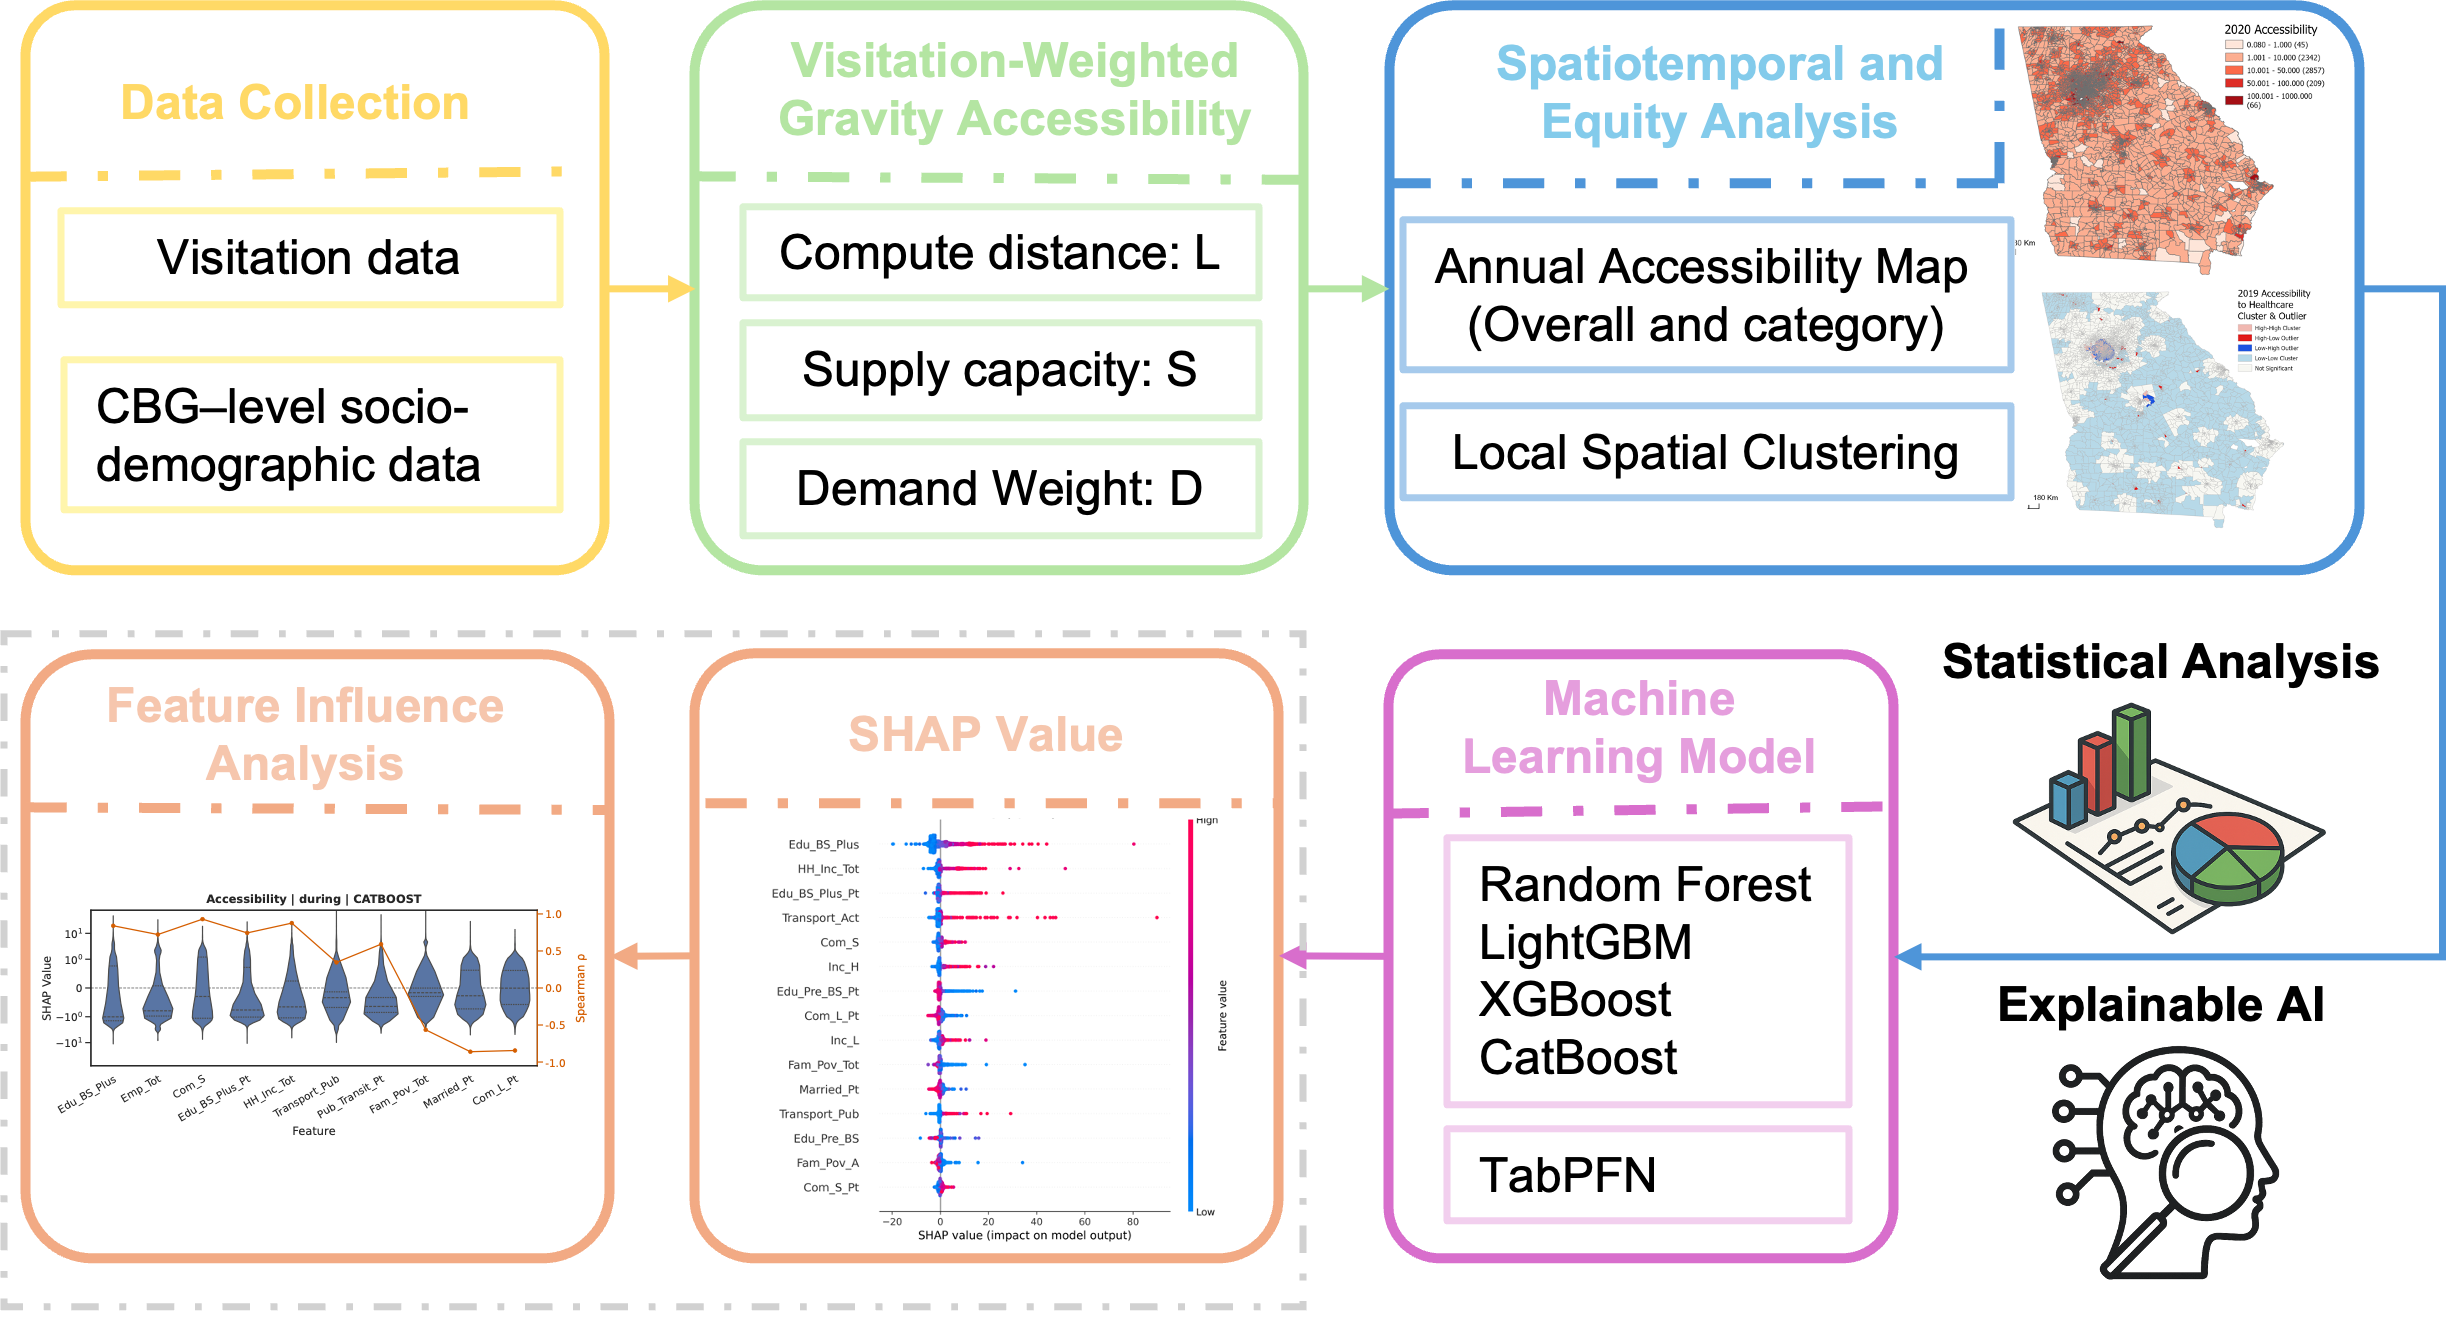 Data Collection
Visitation data
CBG–level socio-
demographic data
Visitation-Weighted
Gravity Accessibility
Compute distance: L
Supply capacity: S
Demand Weight: D
Spatiotemporal and
Equity Analysis
Annual Accessibility Map
(Overall and category)
Local Spatial Clustering
2020 Accessibility
0.080 - 1.000 (45)
1.001 - 10.000 (2342)
10.001 - 50.000 (2857)
50.001 - 100.000 (209)
100.001 - 1000.000
(66)
Km
2019 Accessibility
to Healthcare
Cluster & Outlier
High-High Cluster
High-Low Outlier
Low-High Outlier
Low-Low Cluster
Not Significant
180 Km
Statistical Analysis
Explainable AI
Machine
Learning Model
Random Forest
LightGBM
XGBoost
CatBoost
TabPFN
SHAP Value
High
Edu_BS_Plus
HH_Inc_Tot
Edu_BS_Plus_Pt
Transport_Act
Com_S
Inc_H
Edu_Pre_BS_Pt
Com_L_Pt
Inc_L
Fam_Pov_Tot
Married_Pt
Transport_Pub
Edu_Pre_BS
Fam_Pov_A
Com_S_Pt
Feature value
Low
−20 0 20 40 60 80
SHAP value (impact on model output)
Feature Influence
Analysis
Accessibility | during | CATBOOST
SHAP Value
10¹
10⁰
0
−10⁰
−10¹
1.0
0.5
0.0
-0.5
-1.0
Spearman ρ
Edu_BS_Plus
Emp_Tot
Com_S
Edu_BS_Plus_Pt
HH_Inc_Tot
Transport_Pub
Pub_Transit_Pt
Fam_Pov_Tot
Married_Pt
Com_L_Pt
Feature